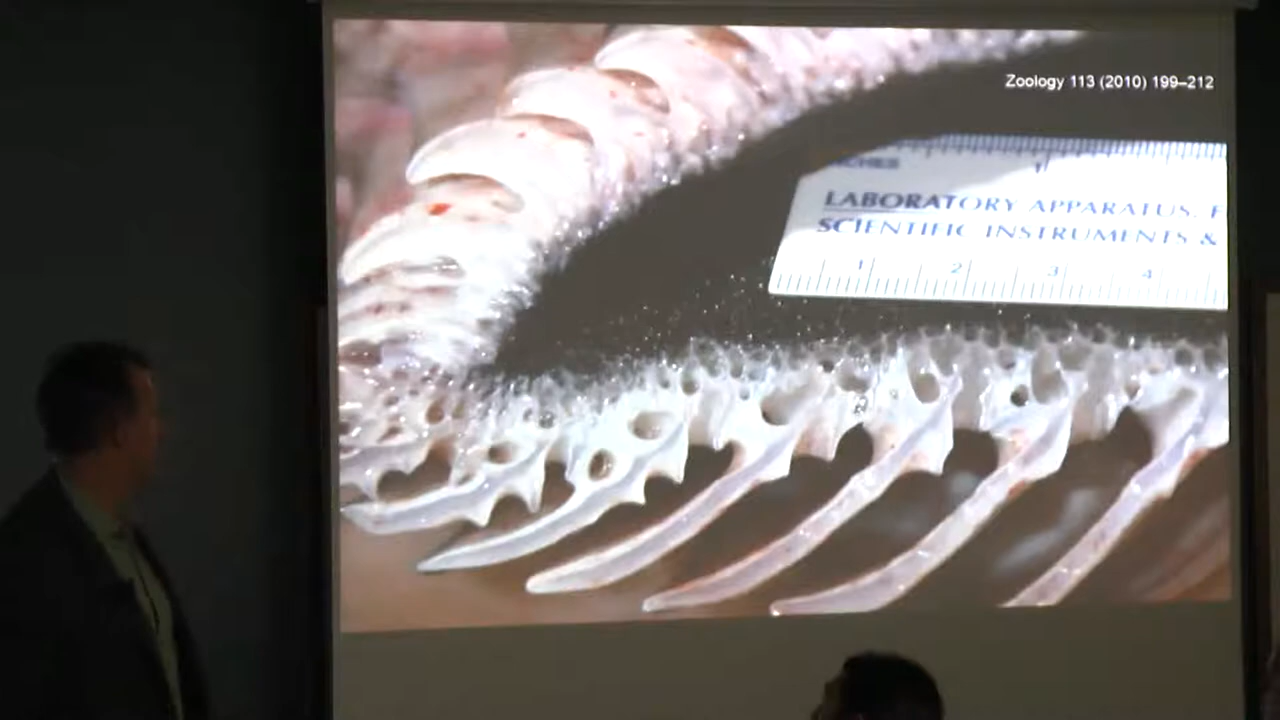 Zoology 113 (2010) 199–212
LABORATORY APPARATUS. F
SCIENTIFIC INSTRUMENTS &
1 2 3 4